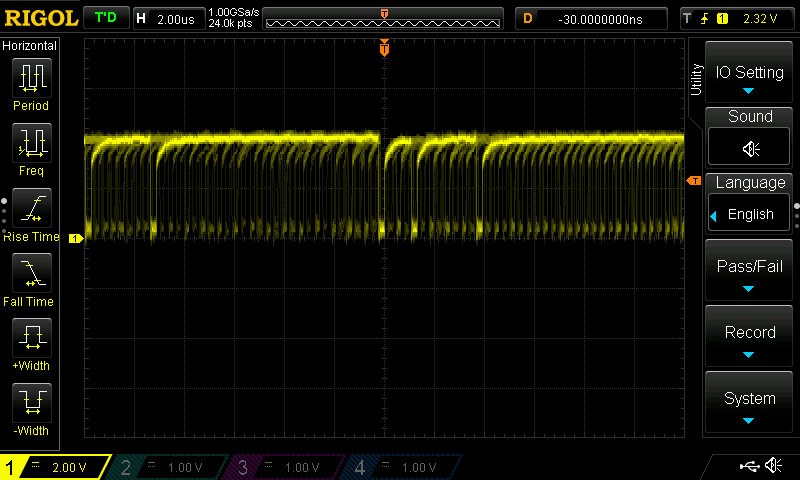 RIGOL T'D H 2.00us 1.00GSa/s 24.0k pts T D -30.0000000ns T 1 2.32 V
Horizontal
Period
Freq
Rise Time
Fall Time
+Width
-Width
T
T
1
Utility
IO Setting
Sound
Language
English
Pass/Fail
Record
System
1 2.00 V 2 1.00 V 3 1.00 V 4 1.00 V